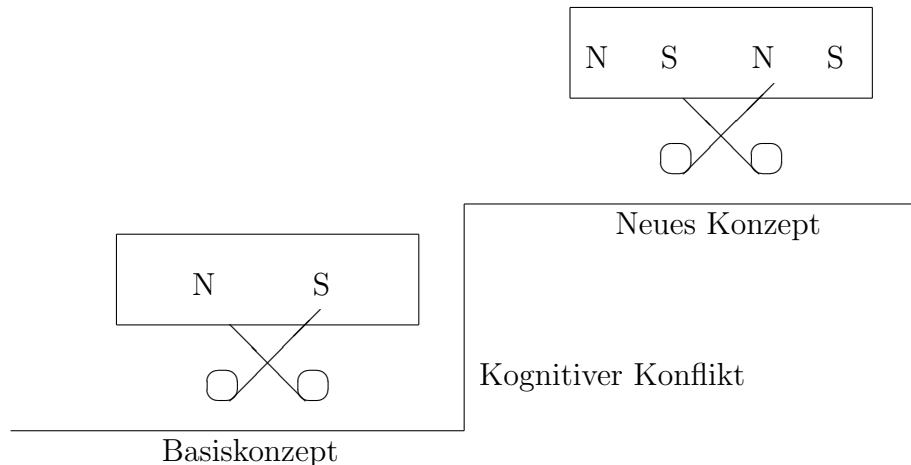 N S N S
Neues Konzept
N S
Kognitiver Konflikt
Basiskonzept